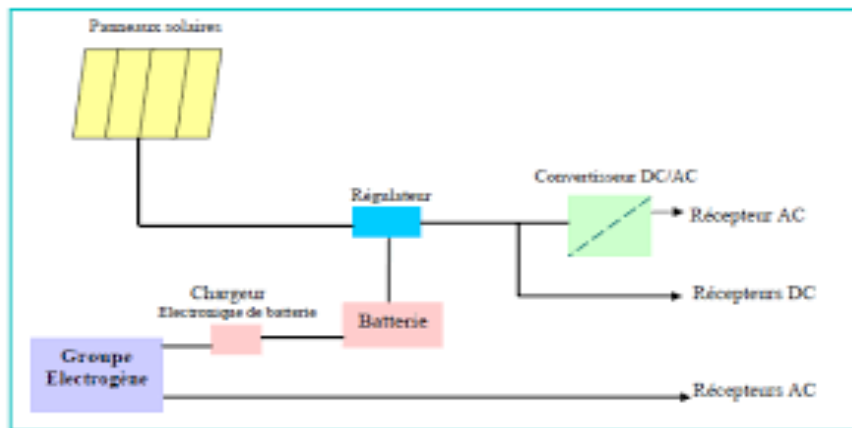 Panneaux solaires
Convertisseur DC/AC
Régulateur
Récepteur AC
Chargeur
Electronique de batterie
Batterie
Récepteurs DC
Groupe
Electrogène
Récepteurs AC